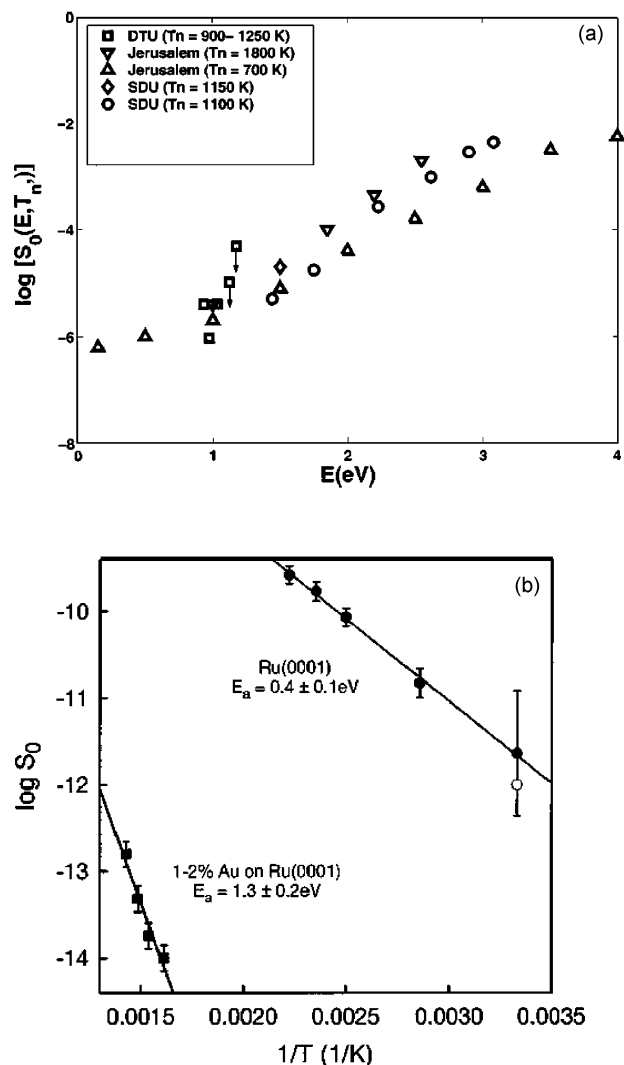 (a)
DTU (Tn = 900– 1250 K)
Jerusalem (Tn = 1800 K)
Jerusalem (Tn = 700 K)
SDU (Tn = 1150 K)
SDU (Tn = 1100 K)
0
-2
-4
-6
-8
log [S₀(E,Tₙ,)]
0 1 2 3 4
E(eV)
(b)
-10
-11
-12
-13
-14
log S₀
Ru(0001)
Eₐ = 0.4 ± 0.1eV
1-2% Au on Ru(0001)
Eₐ = 1.3 ± 0.2eV
0.0015 0.0020 0.0025 0.0030 0.0035
1/T (1/K)